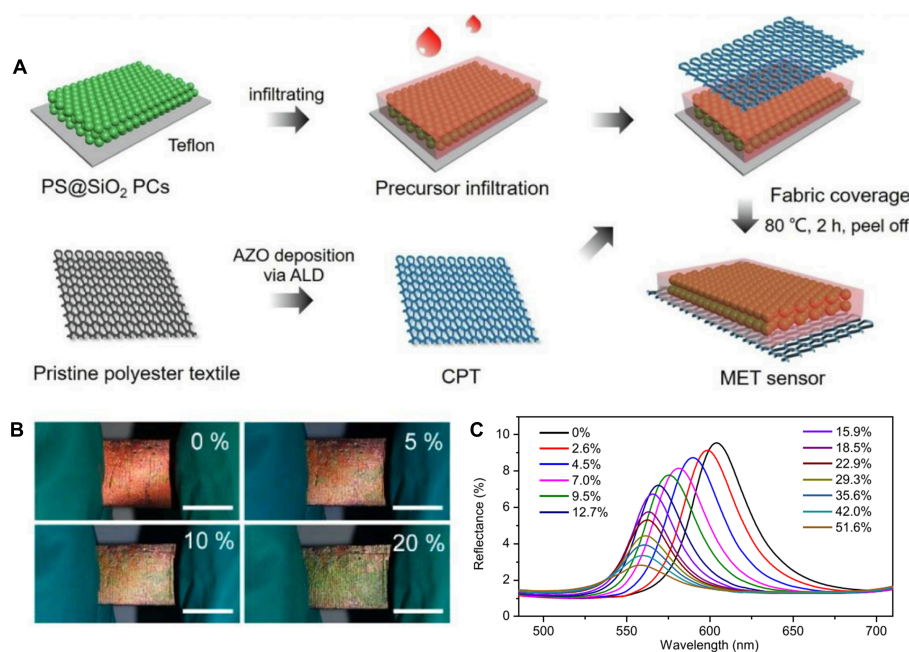 A
infiltrating
Teflon
PS@SiO₂ PCs
Precursor infiltration
Fabric coverage
80 ℃, 2 h, peel off
AZO deposition
via ALD
Pristine polyester textile
CPT
MET sensor
B
0 %
5 %
10 %
20 %
C
0%
2.6%
4.5%
7.0%
9.5%
12.7%
15.9%
18.5%
22.9%
29.3%
35.6%
42.0%
51.6%
10
8
6
4
2
0
Reflectance (%)
500 550 600 650 700
Wavelength (nm)